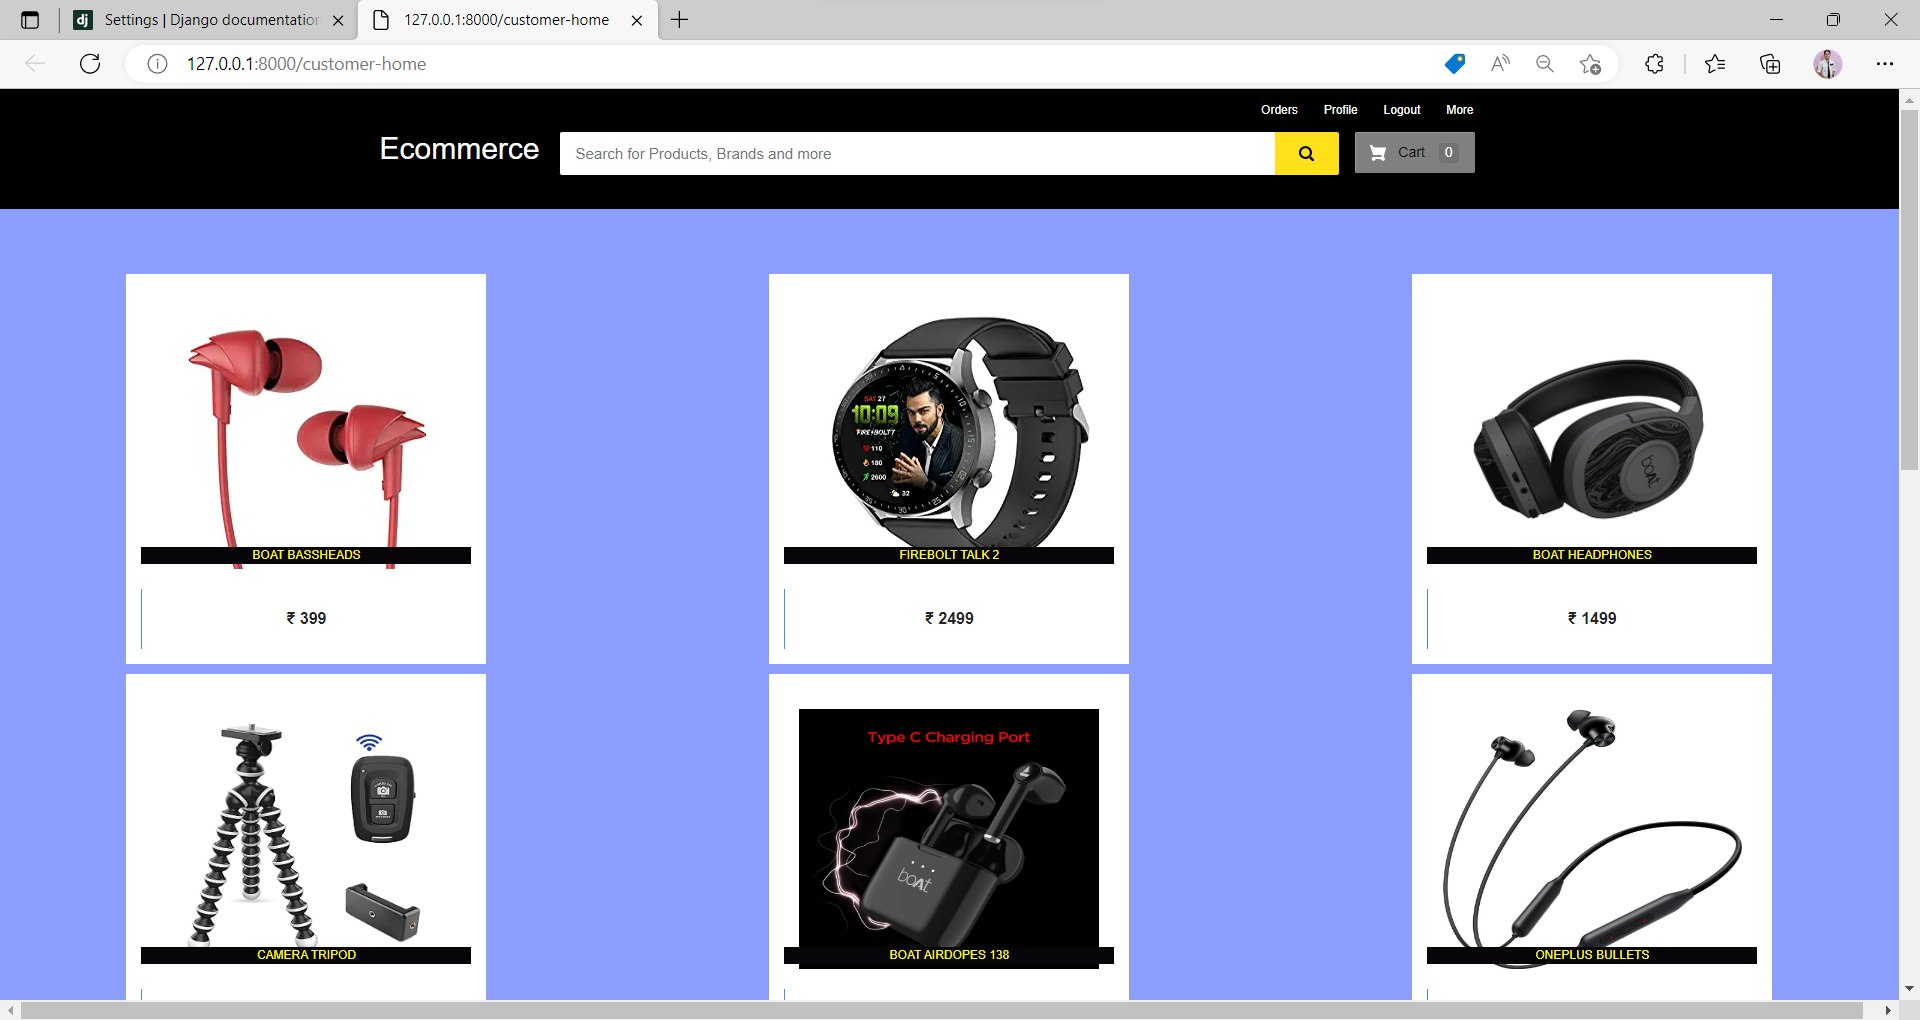 Settings | Django documentation
127.0.0.1:8000/customer-home
127.0.0.1:8000/customer-home
Orders Profile Logout More
Ecommerce
Search for Products, Brands and more
Cart 0
SAT 27
10:09
FIRE-BOLTT
110
180
2600
32
boAt
BOAT BASSHEADS
FIREBOLT TALK 2
BOAT HEADPHONES
₹ 399
₹ 2499
₹ 1499
Type C Charging Port
boAt
CAMERA TRIPOD
BOAT AIRDOPES 138
ONEPLUS BULLETS